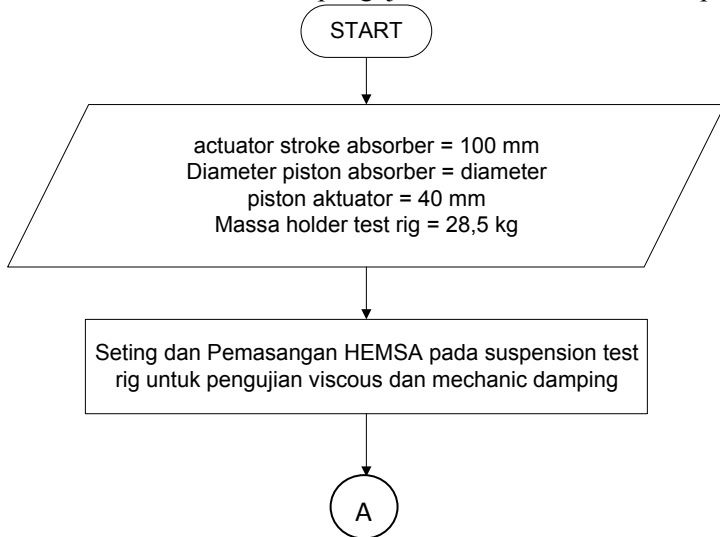 START
actuator stroke absorber = 100 mm
Diameter piston absorber = diameter
piston aktuator = 40 mm
Massa holder test rig = 28,5 kg
Seting dan Pemasangan HEMSA pada suspension test
rig untuk pengujian viscous dan mechanic damping
A